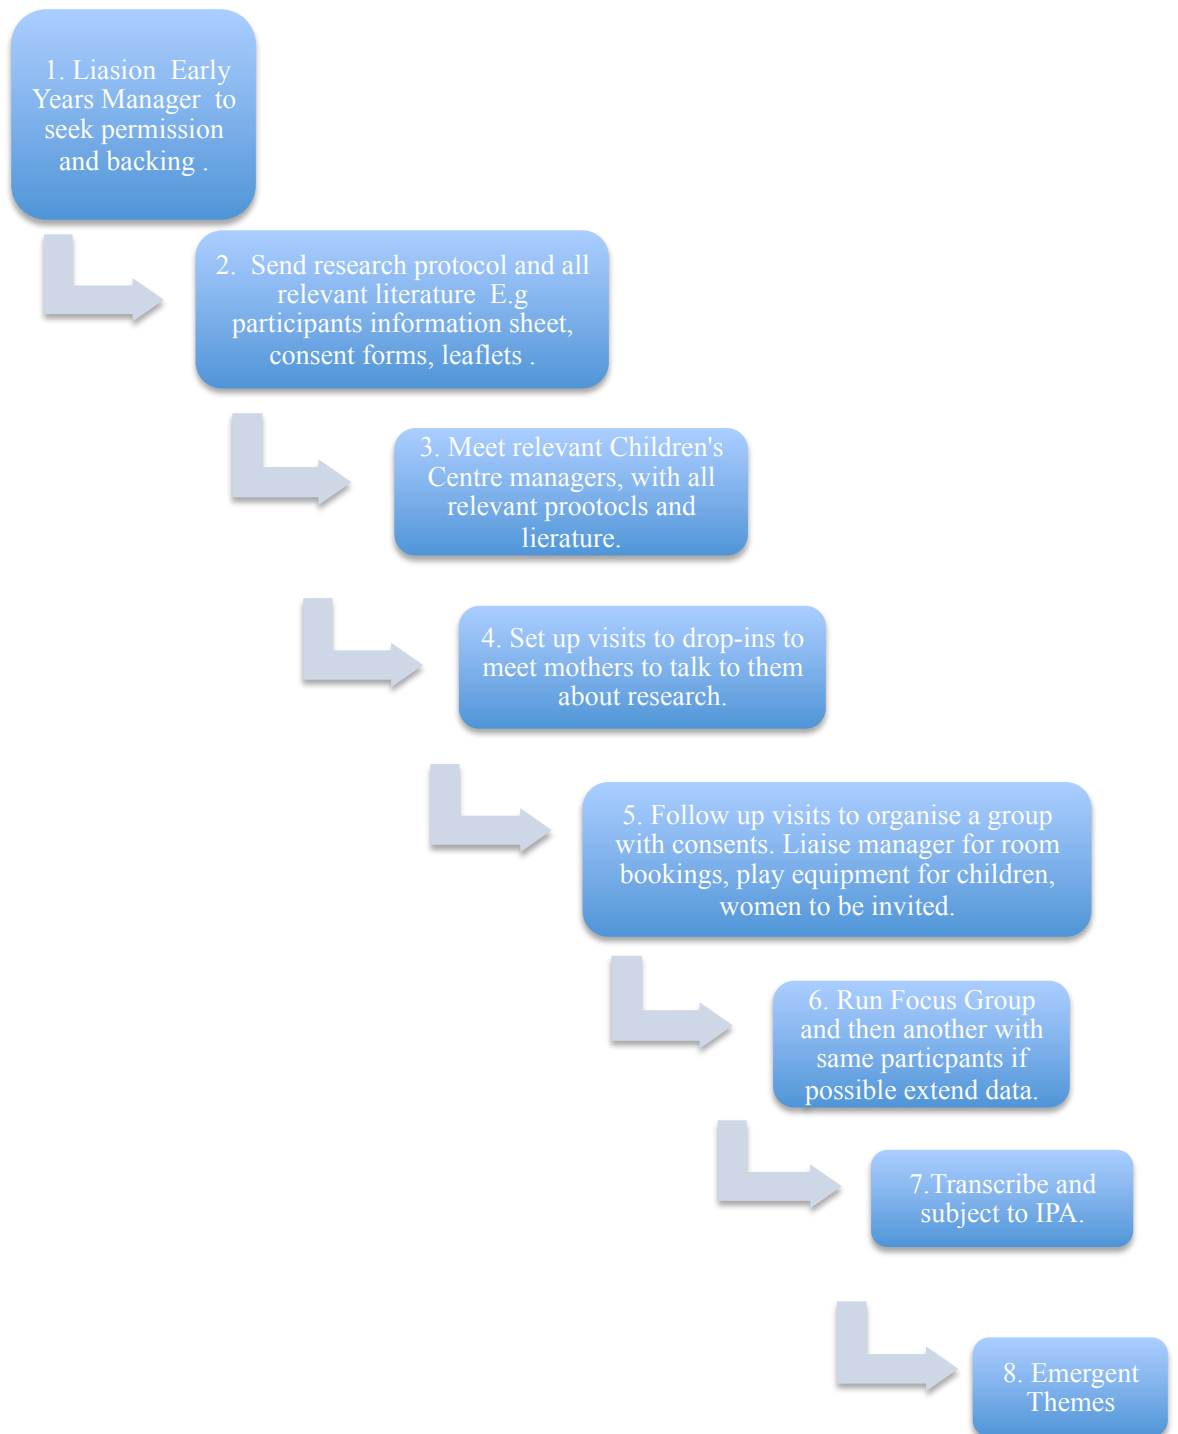 1. Liasion Early
Years Manager to
seek permission
and backing .
2. Send research protocol and all
relevant literature E.g
participants information sheet,
consent forms, leaflets .
3. Meet relevant Children's
Centre managers, with all
relevant prootocls and
lierature.
4. Set up visits to drop-ins to
meet mothers to talk to them
about research.
5. Follow up visits to organise a group
with consents. Liaise manager for room
bookings, play equipment for children,
women to be invited.
6. Run Focus Group
and then another with
same particpants if
possible extend data.
7.Transcribe and
subject to IPA.
8. Emergent
Themes